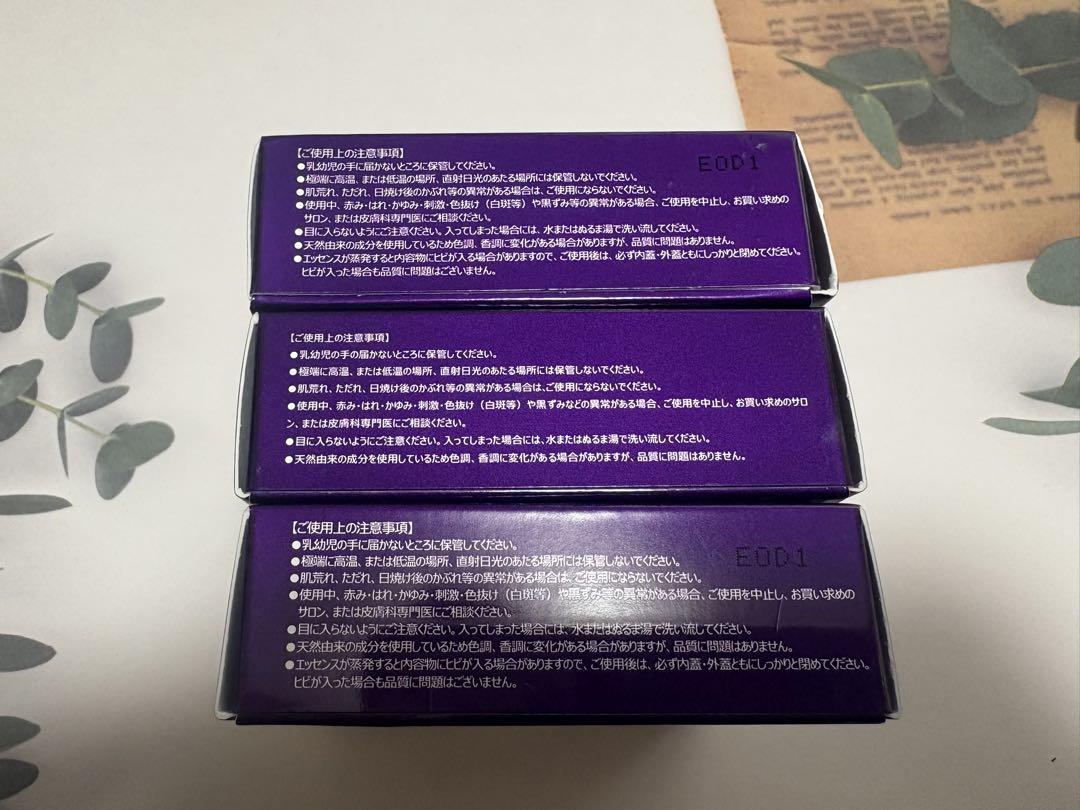 【ご使用上の注意事項】
●乳幼児の手に届かないところに保管してください。
EOD1
●極端に高温、または低温の場所、直射日光のあたる場所には保管しないでください。
●肌荒れ、ただれ、日焼け後のかぶれ等の異常がある場合は、ご使用にならないでください。
●使用中、赤み・はれ・かゆみ・刺激・色抜け（白斑等）や黒ずみ等の異常がある場合、ご使用を中止し、お買い求めの
サロン、または皮膚科専門医にご相談ください。
●目に入らないようにご注意ください。入ってしまった場合には、水またはぬるま湯で洗い流してください。
●天然由来の成分を使用しているため色調、香調に変化がある場合がありますが、品質に問題はありません。
●エッセンスが蒸発すると内容物にヒビが入る場合がありますので、ご使用後は、必ず内蓋・外蓋ともにしっかりと閉めてください。
ヒビが入った場合も品質に問題はございません。
【ご使用上の注意事項】
●乳幼児の手の届かないところに保管してください。
●極端に高温、または低温の場所、直射日光のあたる場所には保管しないでください。
●肌荒れ、ただれ、日焼け後のかぶれ等の異常がある場合は、ご使用にならないでください。
●使用中、赤み・はれ・かゆみ・刺激・色抜け（白斑等）や黒ずみなどの異常がある場合、ご使用を中止し、お買い求めのサロ
ン、または皮膚科専門医にご相談ください。
●目に入らないようにご注意ください。入ってしまった場合には、水またはぬるま湯で洗い流してください。
●天然由来の成分を使用しているため色調、香調に変化がある場合がありますが、品質に問題はありません。
【ご使用上の注意事項】
●乳幼児の手に届かないところに保管してください。
●極端に高温、または低温の場所、直射日光のあたる場所には保管しないでください。
EOD1
●肌荒れ、ただれ、日焼け後のかぶれ等の異常がある場合は、ご使用にならないでください。
●使用中、赤み・はれ・かゆみ・刺激・色抜け（白斑等）や黒ずみ等の異常がある場合、ご使用を中止し、お買い求めの
サロン、または皮膚科専門医にご相談ください。
●目に入らないようにご注意ください。入ってしまった場合には、水またはぬるま湯で洗い流してください。
●天然由来の成分を使用しているため色調、香調に変化がある場合がありますが、品質に問題はありません。
●エッセンスが蒸発すると内容物にヒビが入る場合がありますので、ご使用後は、必ず内蓋・外蓋ともにしっかりと閉めてください。
ヒビが入った場合も品質に問題はございません。